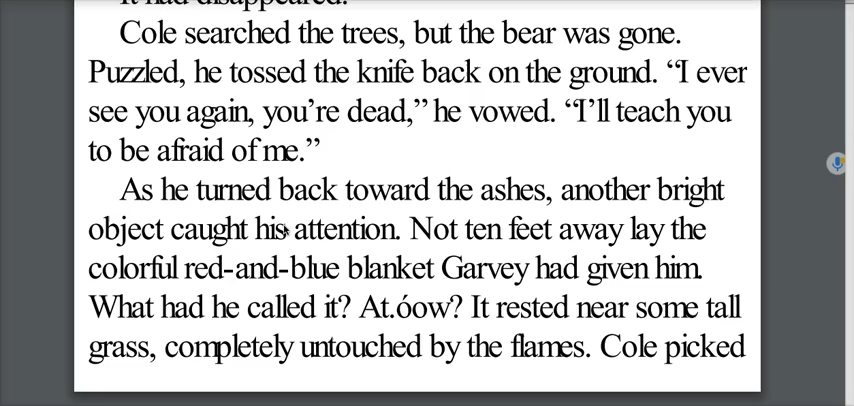 It had disappeared.
Cole searched the trees, but the bear was gone.
Puzzled, he tossed the knife back on the ground. “I ever
see you again, you’re dead,” he vowed. “I’ll teach you
to be afraid of me.”
As he turned back toward the ashes, another bright
object caught his attention. Not ten feet away lay the
colorful red-and-blue blanket Garvey had given him.
What had he called it? At.óow? It rested near some tall
grass, completely untouched by the flames. Cole picked